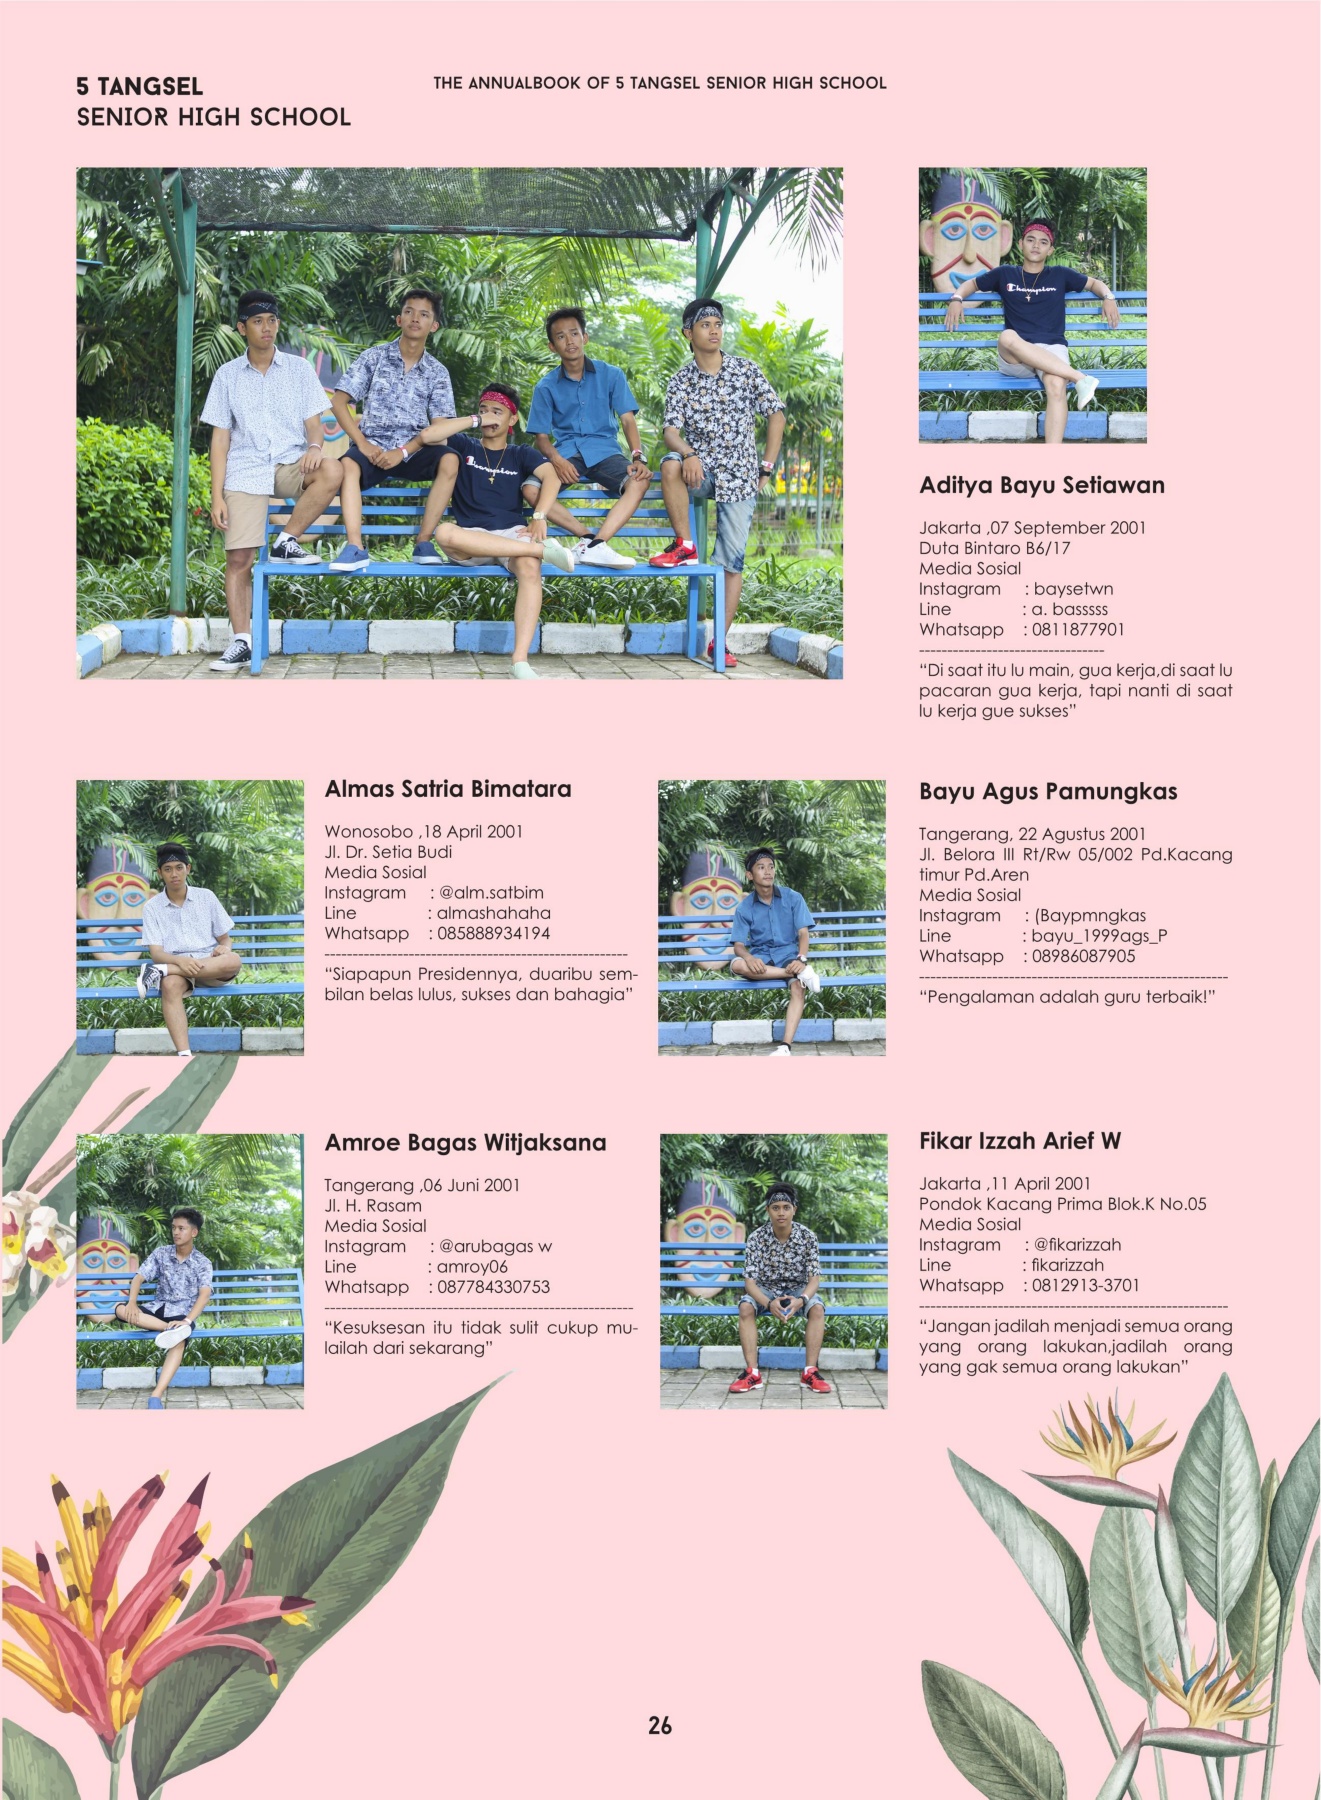 5 TANGSEL
SENIOR HIGH SCHOOL
THE ANNUALBOOK OF 5 TANGSEL SENIOR HIGH SCHOOL
Champion
Champion
Aditya Bayu Setiawan
Jakarta ,07 September 2001
Duta Bintaro B6/17
Media Sosial
Instagram : baysetwn
Line : a. basssss
Whatsapp : 0811877901
---------------------------------
“Di saat itu lu main, gua kerja,di saat lu
pacaran gua kerja, tapi nanti di saat
lu kerja gue sukses”
Almas Satria Bimatara
Wonosobo ,18 April 2001
Jl. Dr. Setia Budi
Media Sosial
Instagram : @alm.satbim
Line : almashahaha
Whatsapp : 085888934194
------------------------------------------------------
“Siapapun Presidennya, duaribu sem-
bilan belas lulus, sukses dan bahagia”
Bayu Agus Pamungkas
Tangerang, 22 Agustus 2001
Jl. Belora III Rt/Rw 05/002 Pd.Kacang
timur Pd.Aren
Media Sosial
Instagram : (Baypmngkas
Line : bayu_1999ags_P
Whatsapp : 08986087905
-------------------------------------------------------
“Pengalaman adalah guru terbaik!”
Amroe Bagas Witjaksana
Tangerang ,06 Juni 2001
Jl. H. Rasam
Media Sosial
Instagram : @arubagas w
Line : amroy06
Whatsapp : 087784330753
-------------------------------------------------------
“Kesuksesan itu tidak sulit cukup mu-
lailah dari sekarang”
Fikar Izzah Arief W
Jakarta ,11 April 2001
Pondok Kacang Prima Blok.K No.05
Media Sosial
Instagram : @fikarizzah
Line : fikarizzah
Whatsapp : 0812913-3701
-------------------------------------------------------
“Jangan jadilah menjadi semua orang
yang orang lakukan,jadilah orang
yang gak semua orang lakukan”
26